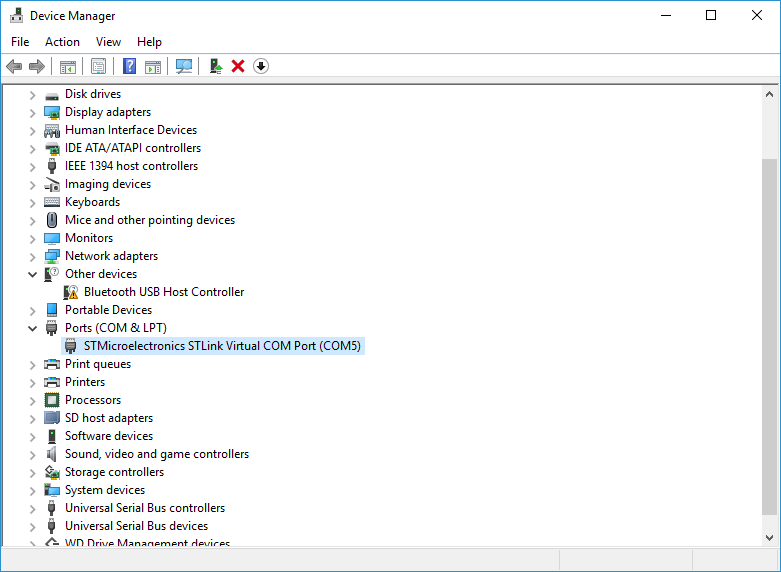 Device Manager
File Action View Help
Disk drives
Display adapters
Human Interface Devices
IDE ATA/ATAPI controllers
IEEE 1394 host controllers
Imaging devices
Keyboards
Mice and other pointing devices
Monitors
Network adapters
Other devices
Bluetooth USB Host Controller
Portable Devices
Ports (COM & LPT)
STMicroelectronics STLink Virtual COM Port (COM5)
Print queues
Printers
Processors
SD host adapters
Software devices
Sound, video and game controllers
Storage controllers
System devices
Universal Serial Bus controllers
Universal Serial Bus devices
WD Drive Management devices